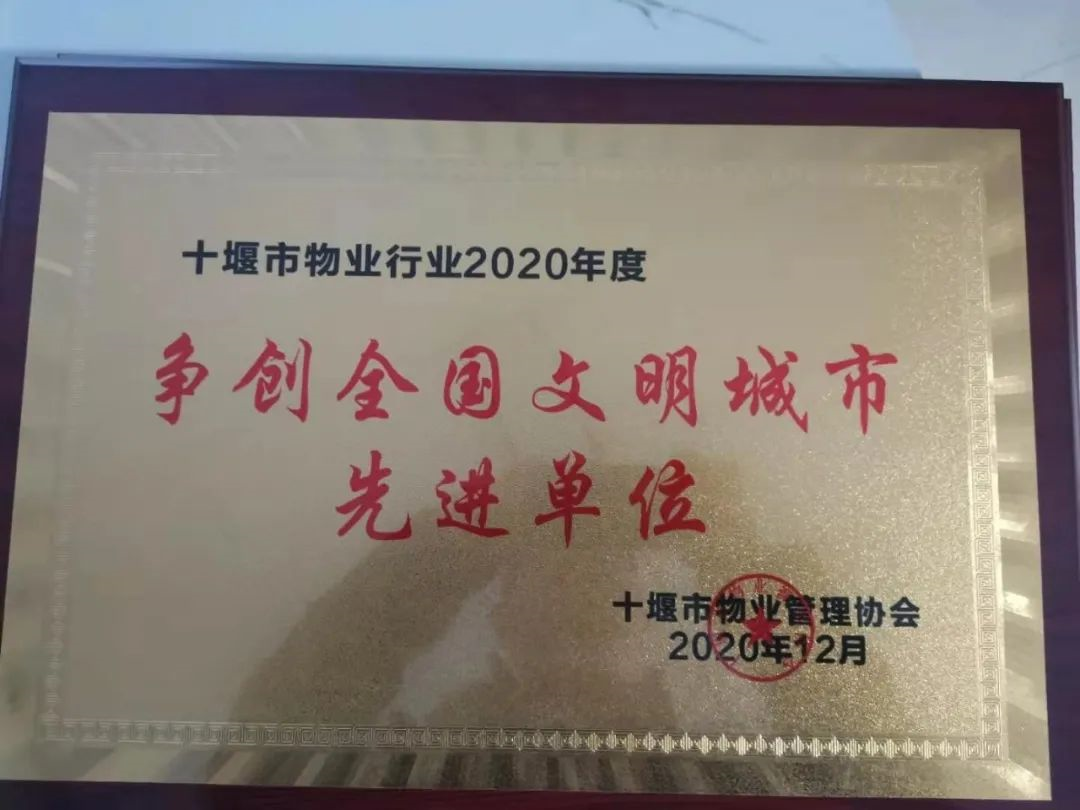 十堰市物业行业2020年度
争创全国文明城市
先进单位
十堰市物业管理协会
2020年12月